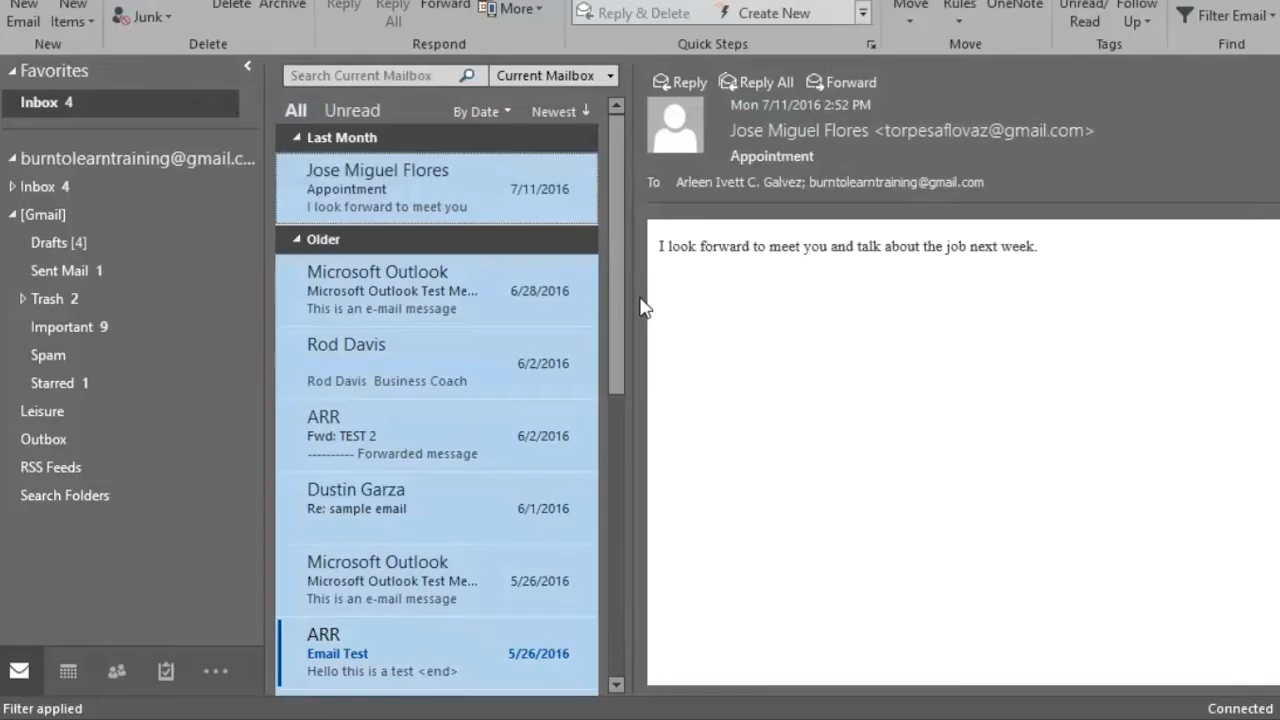 New
Email
New
Items
New
Junk
Delete
Archive
Delete
Reply
Reply
All
Forward
More
Respond
Reply & Delete
Create New
Quick Steps
Move
Rules
OneNote
Move
Unread/
Read
Follow
Up
Tags
Filter Email
Find
Favorites
Inbox 4
burntolearntraining@gmail.c...
Inbox 4
[Gmail]
Drafts [4]
Sent Mail 1
Trash 2
Important 9
Spam
Starred 1
Leisure
Outbox
RSS Feeds
Search Folders
Search Current Mailbox
Current Mailbox
All Unread
By Date
Newest
Last Month
Jose Miguel Flores
Appointment 7/11/2016
I look forward to meet you
Older
Microsoft Outlook
Microsoft Outlook Test Me... 6/28/2016
This is an e-mail message
Rod Davis
6/2/2016
Rod Davis Business Coach
ARR
Fwd: TEST 2 6/2/2016
---------- Forwarded message
Dustin Garza
Re: sample email 6/1/2016
Microsoft Outlook
Microsoft Outlook Test Me... 5/26/2016
This is an e-mail message
ARR
Email Test 5/26/2016
Hello this is a test <end>
Reply Reply All Forward
Mon 7/11/2016 2:52 PM
Jose Miguel Flores <torpesaflovaz@gmail.com>
Appointment
To Arleen Ivett C. Galvez; burntolearntraining@gmail.com
I look forward to meet you and talk about the job next week.
Filter applied
Connected